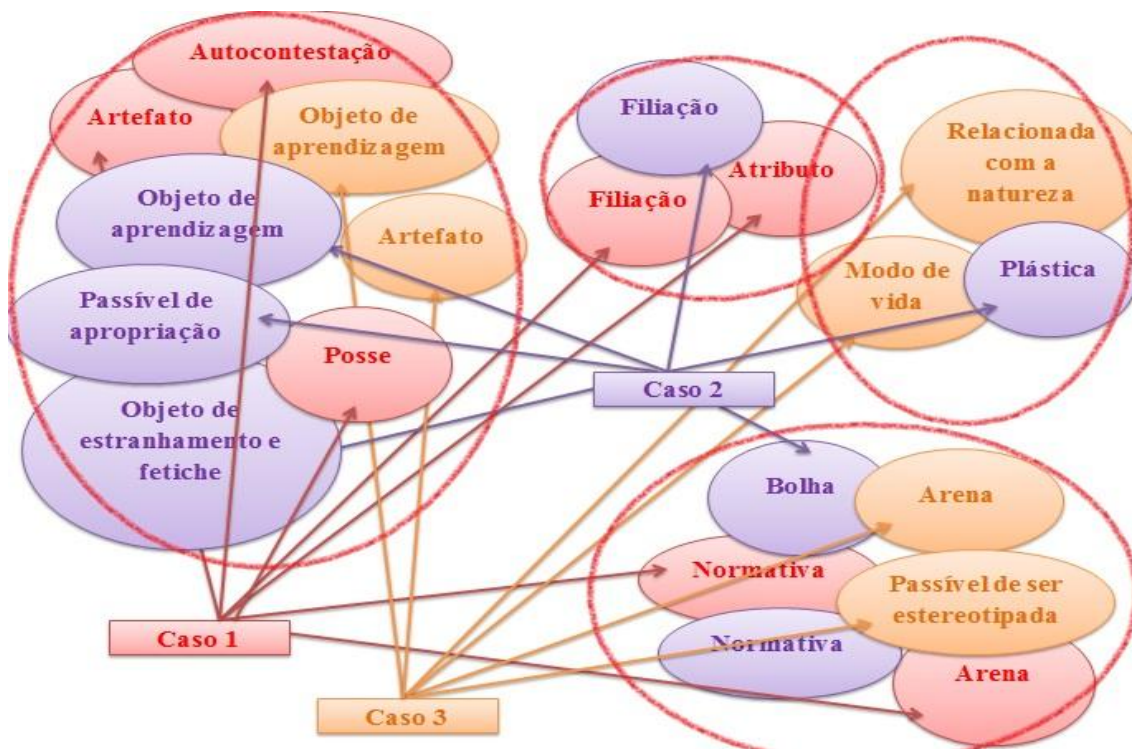 Autocontestação
Artefato
Objeto de
aprendizagem
Objeto de
aprendizagem
Artefato
Passível de
apropriação
Posse
Objeto de
estranhamento e
fetiche
Filiação
Filiação
Atributo
Relacionada
com a
natureza
Modo de
vida
Plástica
Caso 2
Bolha
Arena
Normativa
Passível de ser
estereotipada
Normativa
Arena
Caso 1
Caso 3